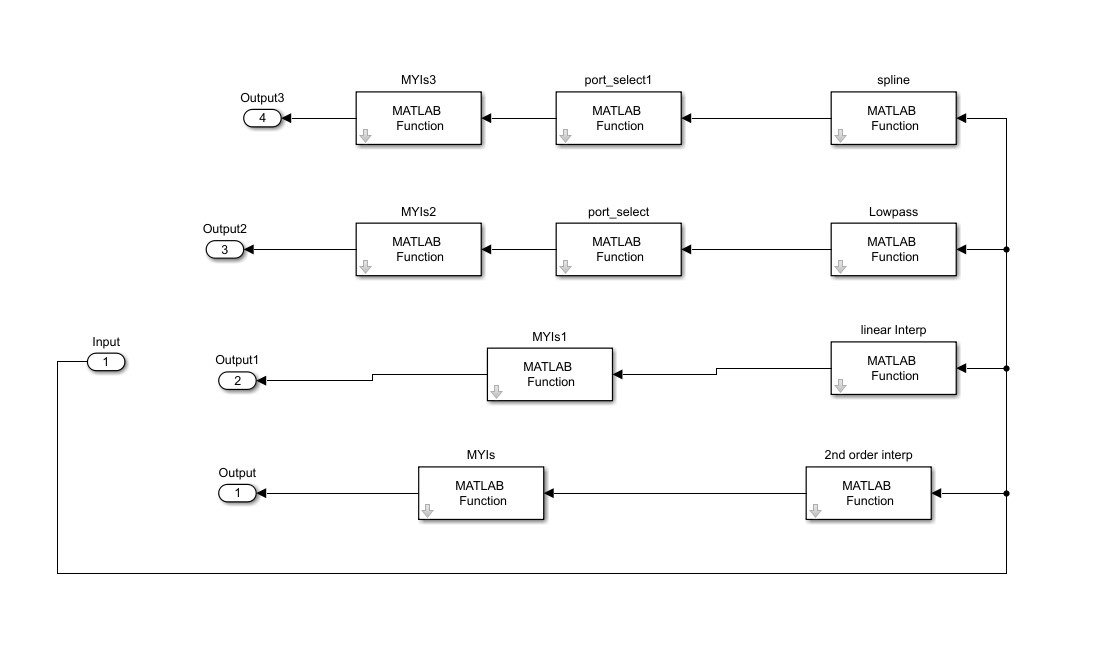 MYIs3
port_select1
spline
Output3
4
MATLAB
Function
MATLAB
Function
MATLAB
Function
MYIs2
port_select
Lowpass
Output2
3
MATLAB
Function
MATLAB
Function
MATLAB
Function
Input
1
Output1
2
MYIs1
MATLAB
Function
linear Interp
MATLAB
Function
Output
1
MYIs
MATLAB
Function
2nd order interp
MATLAB
Function